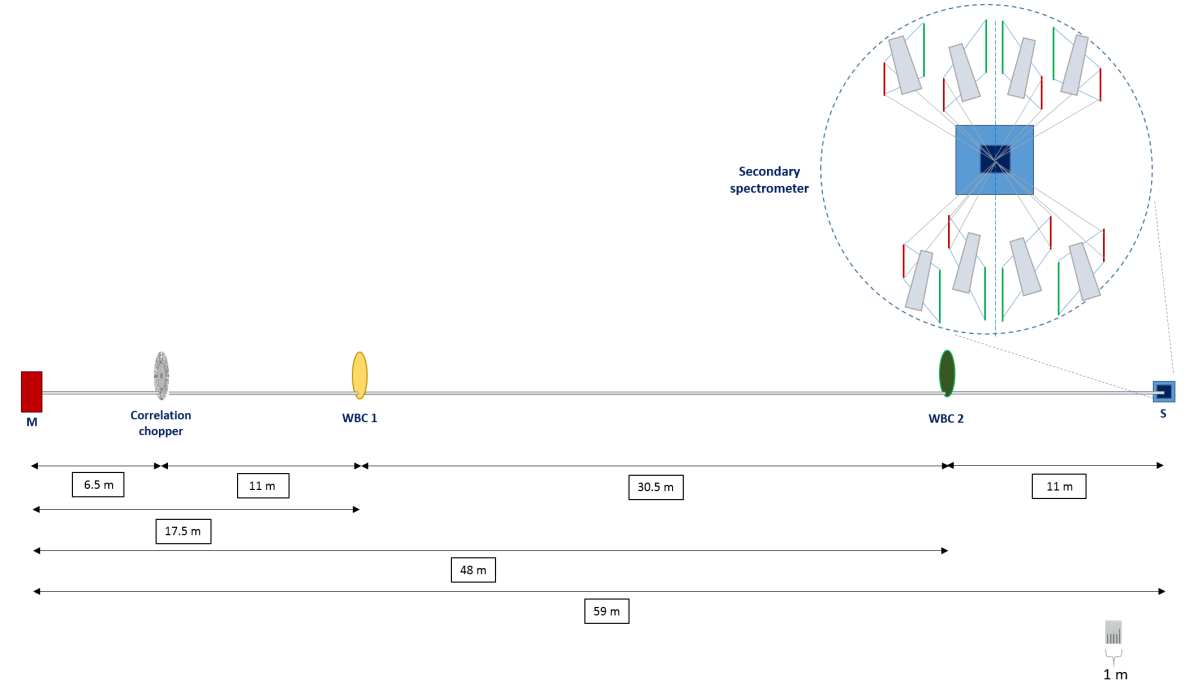 Secondary
spectrometer
M
Correlation
chopper
WBC 1
WBC 2
S
6.5 m
11 m
30.5 m
11 m
17.5 m
48 m
59 m
1 m